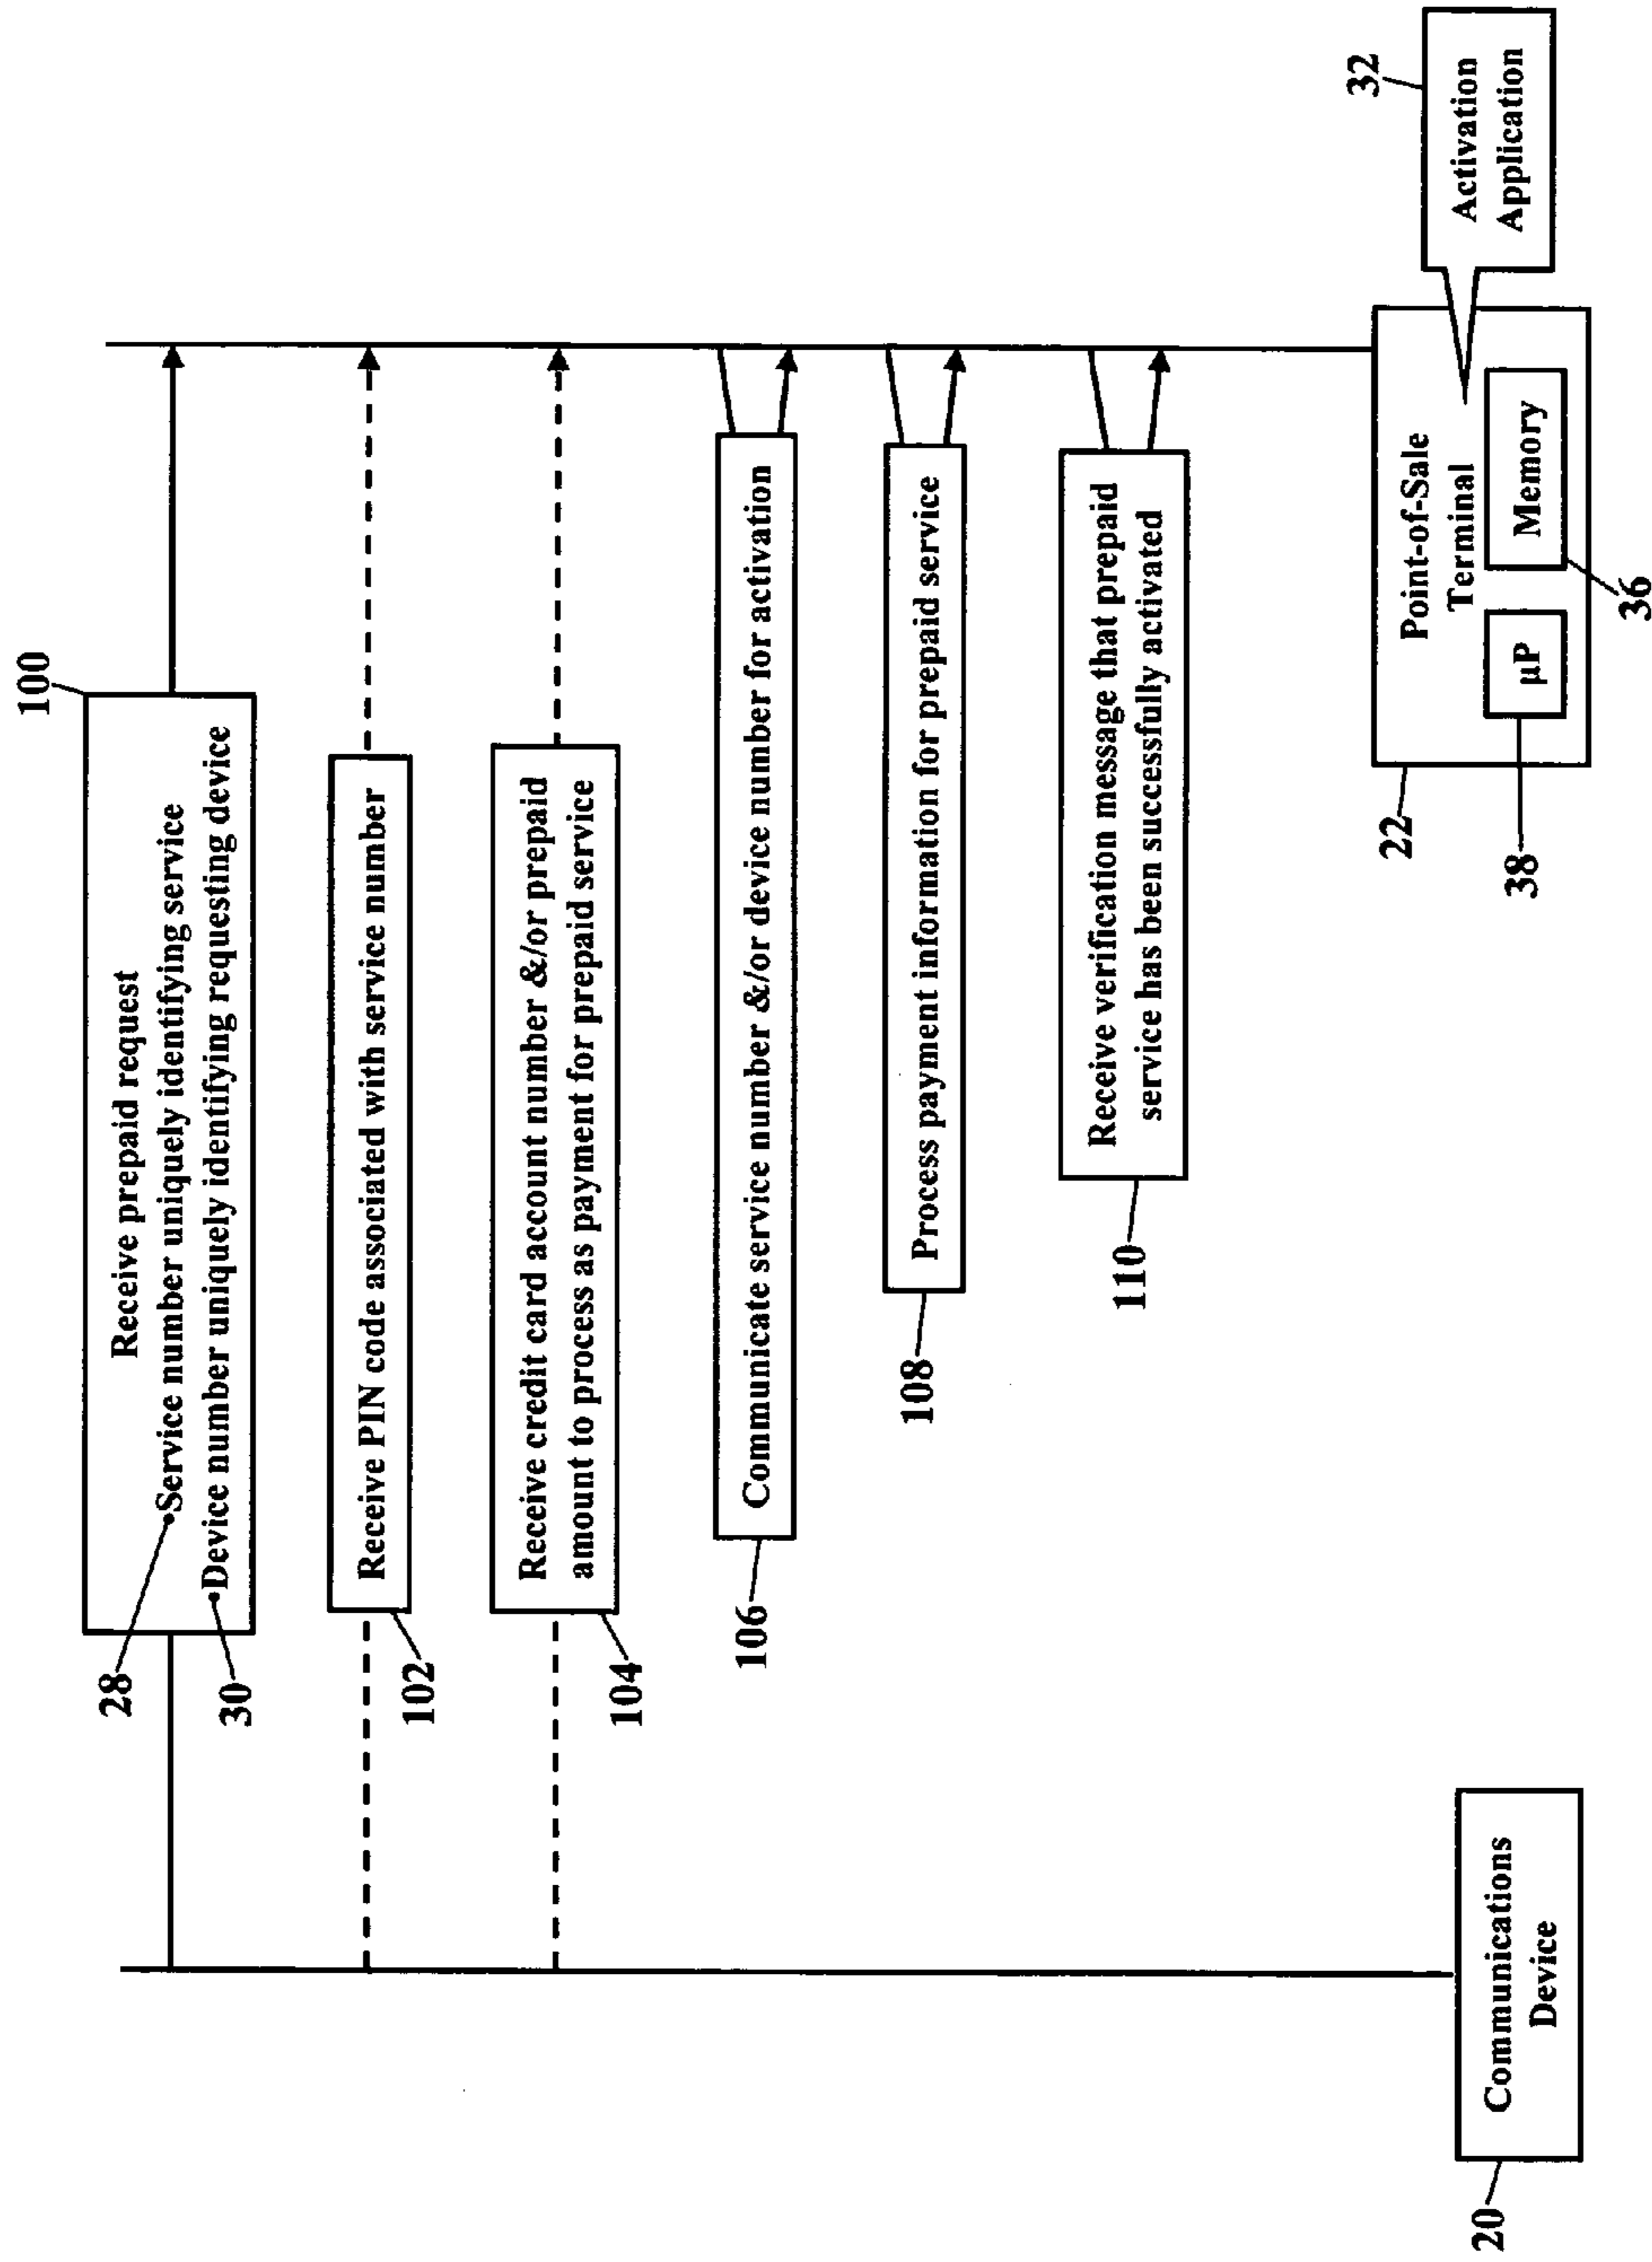 100
Receive prepaid request
28
•Service number uniquely identifying service
30
•Device number uniquely identifying requesting device
Receive PIN code associated with service number
102
Receive credit card account number &/or prepaid
amount to process as payment for prepaid service
104
Communicate service number &/or device number for activation
106
Process payment information for prepaid service
108
Receive verification message that prepaid
service has been successfully activated
110
Communications
Device
20
Point-of-Sale
Terminal
22
µP
38
Memory
36
Activation
Application
32